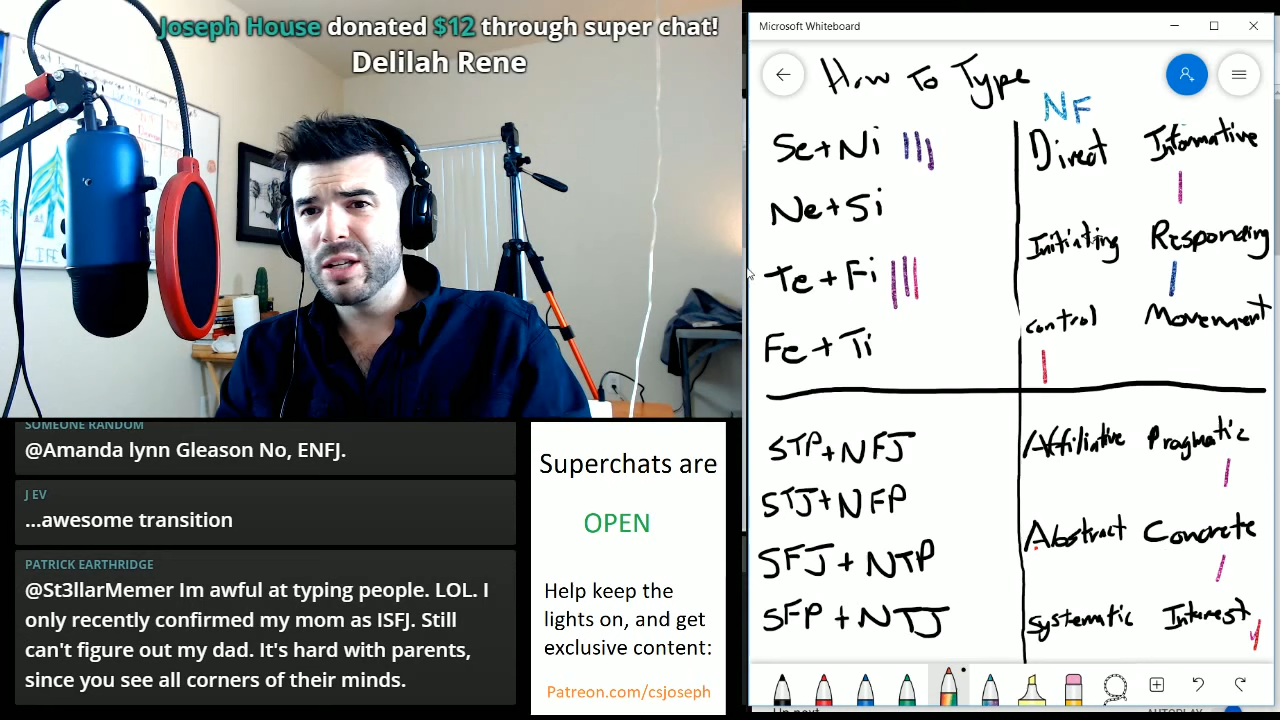 Joseph House donated $12 through super chat!
Delilah Rene
LIFE
SOMEONE RANDOM
@Amanda lynn Gleason No, ENFJ.
J EV
...awesome transition
PATRICK EARTHRIDGE
@St3llarMemer Im awful at typing people. LOL. I
only recently confirmed my mom as ISFJ. Still
can't figure out my dad. It's hard with parents,
since you see all corners of their minds.
Superchats are
OPEN
Help keep the
lights on, and get
exclusive content:
Patreon.com/csjoseph
Microsoft Whiteboard
How To Type
NF
Se+Ni
Ne+Si
Te+Fi
Fe+Ti
Direct Informative
Initiating Responding
control Movement
STP+NFJ
STJ+NFP
SFJ+NTP
SFP+NTJ
Affiliative Pragmatic
Abstract Concrete
Systematic Interest